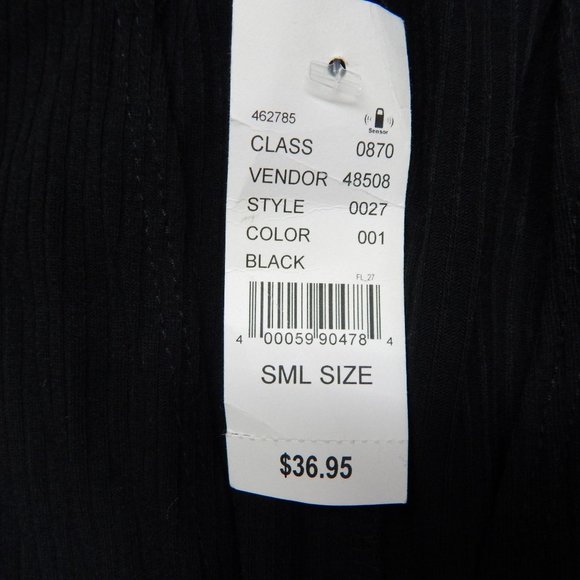 462785
Sensor
CLASS 0870
VENDOR 48508
STYLE 0027
COLOR 001
BLACK
FL_27
4 00059 90478 4
SML SIZE
$36.95